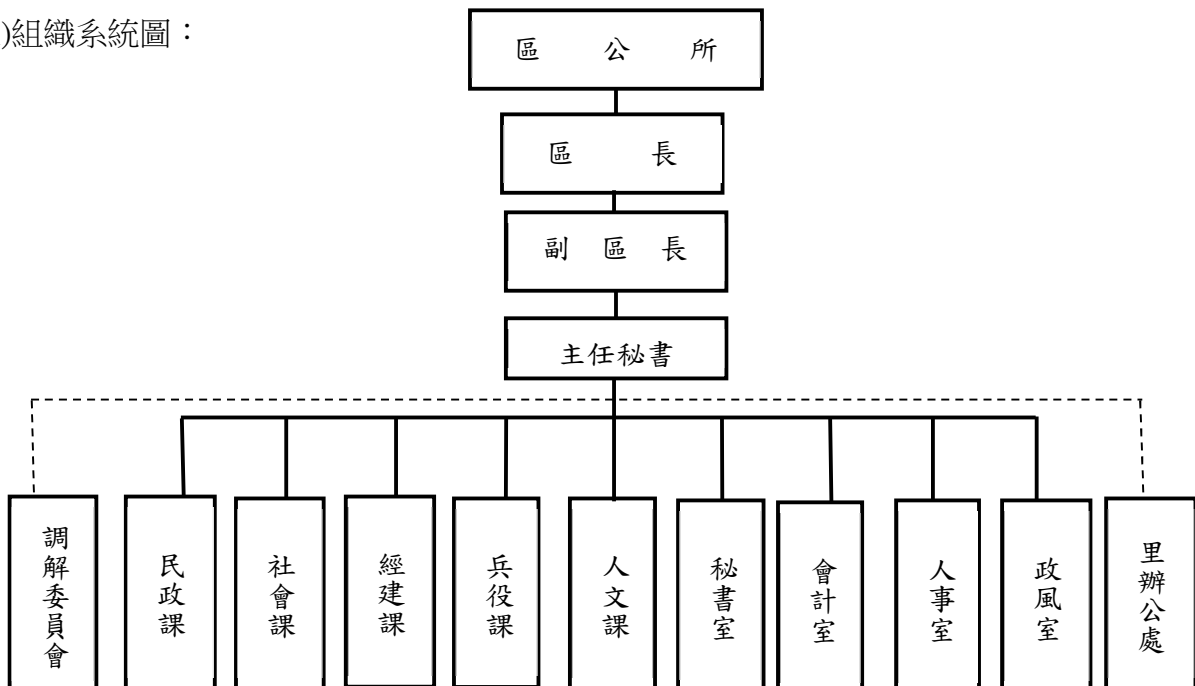 )組織系統圖：
區公所
區長
副區長
主任秘書
調解委員會
民政課
社會課
經建課
兵役課
人文課
秘書室
會計室
人事室
政風室
里辦公處